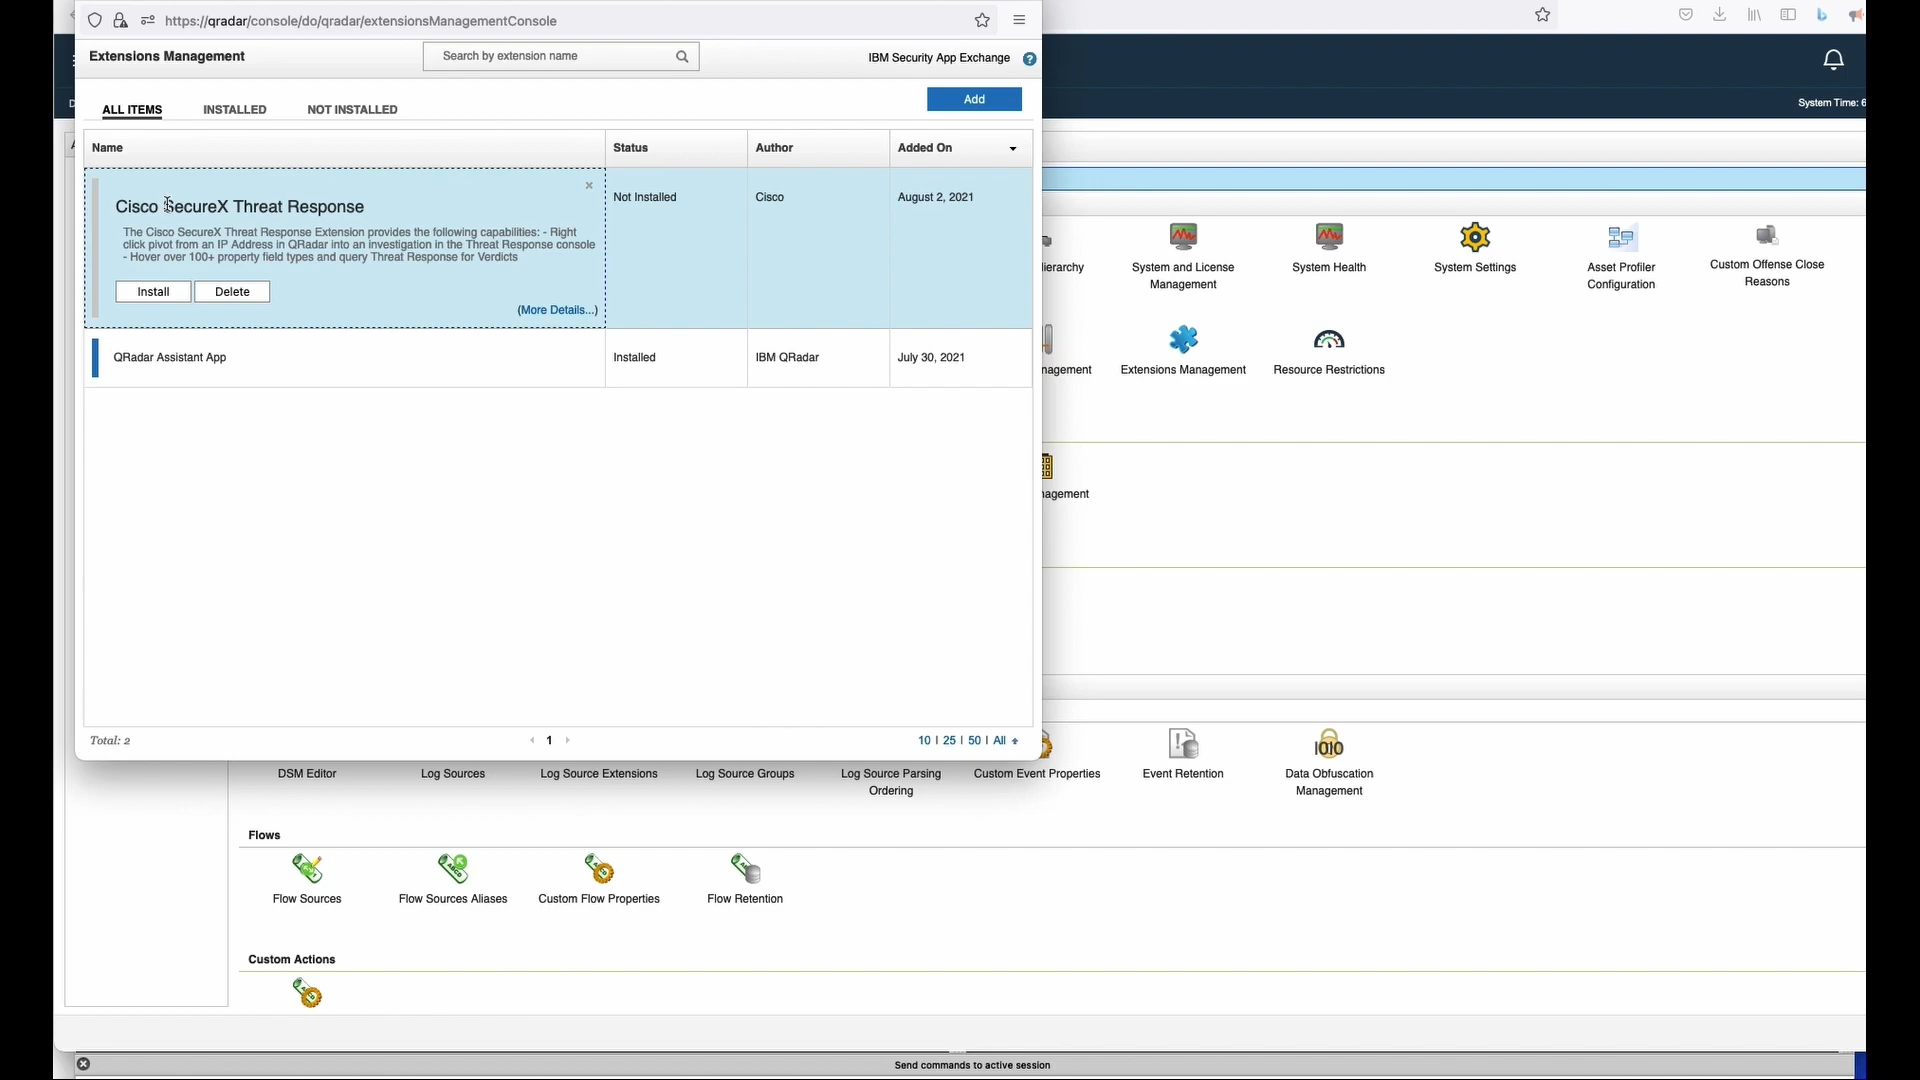 https://qradar/console/do/qradar/extensionsManagementConsole
Extensions Management
Search by extension name
IBM Security App Exchange
?
ALL ITEMS
INSTALLED
NOT INSTALLED
Add
System Time: 6
Name
Status
Author
Added On
Cisco SecureX Threat Response
Not Installed
Cisco
August 2, 2021
The Cisco SecureX Threat Response Extension provides the following capabilities: - Right
click pivot from an IP Address in QRadar into an investigation in the Threat Response console
- Hover over 100+ property field types and query Threat Response for Verdicts
Install
Delete
(More Details...)
QRadar Assistant App
Installed
IBM QRadar
July 30, 2021
ierarchy
System and License
Management
System Health
System Settings
Asset Profiler
Configuration
Custom Offense Close
Reasons
nagement
Extensions Management
Resource Restrictions
nagement
Total: 2
1
10 | 25 | 50 | All
DSM Editor
Log Sources
Log Source Extensions
Log Source Groups
Log Source Parsing
Ordering
Custom Event Properties
Event Retention
Data Obfuscation
Management
Flows
Flow Sources
Flow Sources Aliases
Custom Flow Properties
Flow Retention
Custom Actions
Send commands to active session